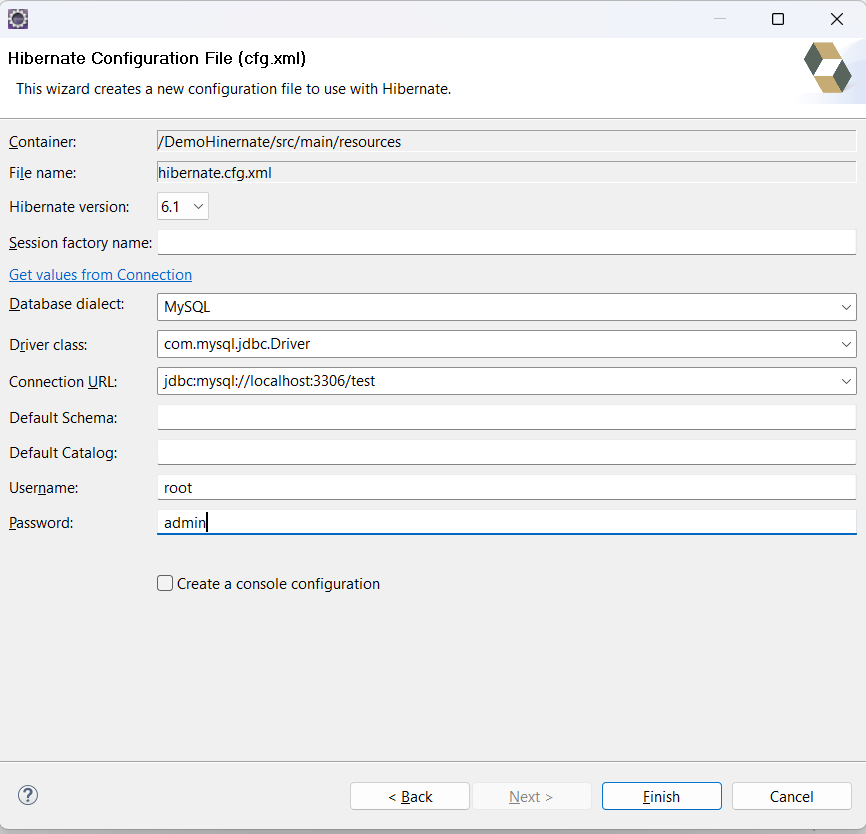 Hibernate Configuration File (cfg.xml)
This wizard creates a new configuration file to use with Hibernate.
Container: /DemoHinernate/src/main/resources
File name: hibernate.cfg.xml
Hibernate version: 6.1
Session factory name:
Get values from Connection
Database dialect: MySQL
Driver class: com.mysql.jdbc.Driver
Connection URL: jdbc:mysql://localhost:3306/test
Default Schema:
Default Catalog:
Username: root
Password: admin
Create a console configuration
? < Back Next > Finish Cancel